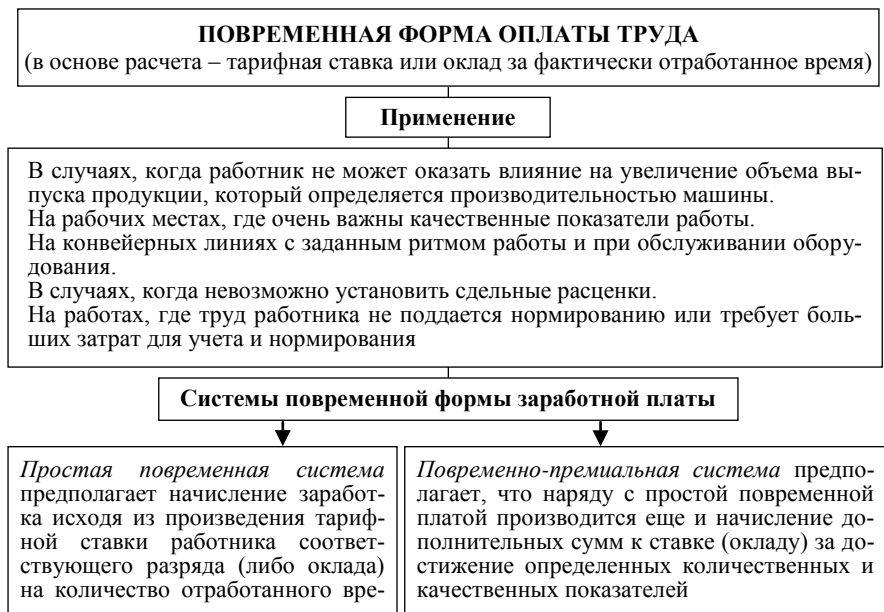 ПОВРЕМЕННАЯ ФОРМА ОПЛАТЫ ТРУДА
(в основе расчета – тарифная ставка или оклад за фактически отработанное время)
Применение
В случаях, когда работник не может оказать влияние на увеличение объема вы-
пуска продукции, который определяется производительностью машины.
На рабочих местах, где очень важны качественные показатели работы.
На конвейерных линиях с заданным ритмом работы и при обслуживании обору-
дования.
В случаях, когда невозможно установить сдельные расценки.
На работах, где труд работника не поддается нормированию или требует боль-
ших затрат для учета и нормирования
Системы повременной формы заработной платы
Простая повременная система
предполагает начисление заработ-
ка исходя из произведения тариф-
ной ставки работника соответ-
ствующего разряда (либо оклада)
на количество отработанного вре-
Повременно-премиальная система предпо-
лагает, что наряду с простой повременной
платой производится еще и начисление до-
полнительных сумм к ставке (окладу) за до-
стижение определенных количественных и
качественных показателей